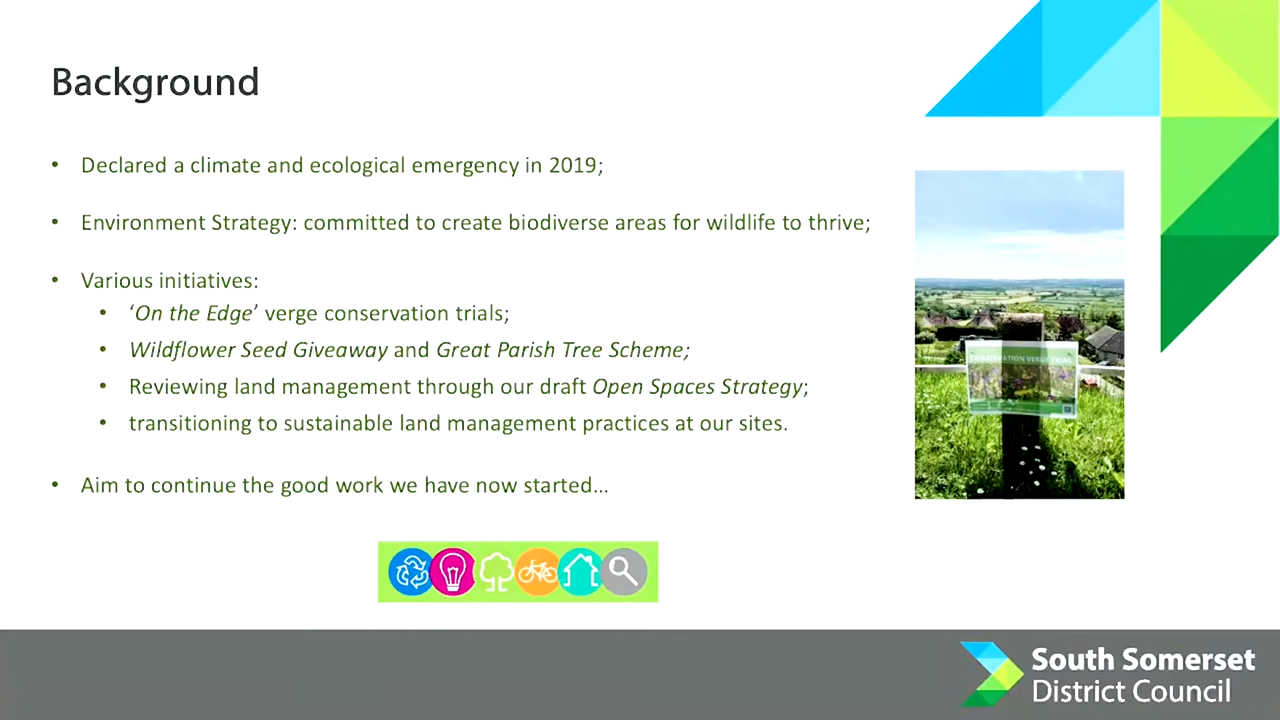 Background
• Declared a climate and ecological emergency in 2019;
• Environment Strategy: committed to create biodiverse areas for wildlife to thrive;
• Various initiatives:
• ‘On the Edge’ verge conservation trials;
• Wildflower Seed Giveaway and Great Parish Tree Scheme;
• Reviewing land management through our draft Open Spaces Strategy;
• transitioning to sustainable land management practices at our sites.
• Aim to continue the good work we have now started…
CONSERVATION VERGE TRIAL
South Somerset
District Council